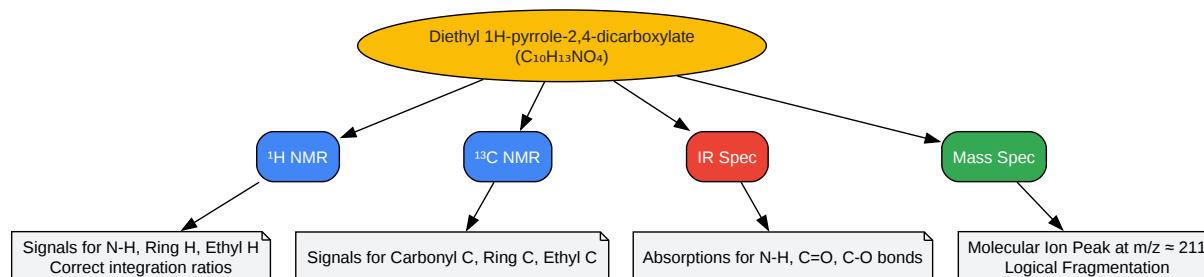 Diethyl 1H-pyrrole-2,4-dicarboxylate
(C₁₀H₁₃NO₄)
¹H NMR
¹³C NMR
IR Spec
Mass Spec
Signals for N-H, Ring H, Ethyl H
Correct integration ratios
Signals for Carbonyl C, Ring C, Ethyl C
Absorptions for N-H, C=O, C-O bonds
Molecular Ion Peak at m/z ≈ 211
Logical Fragmentation